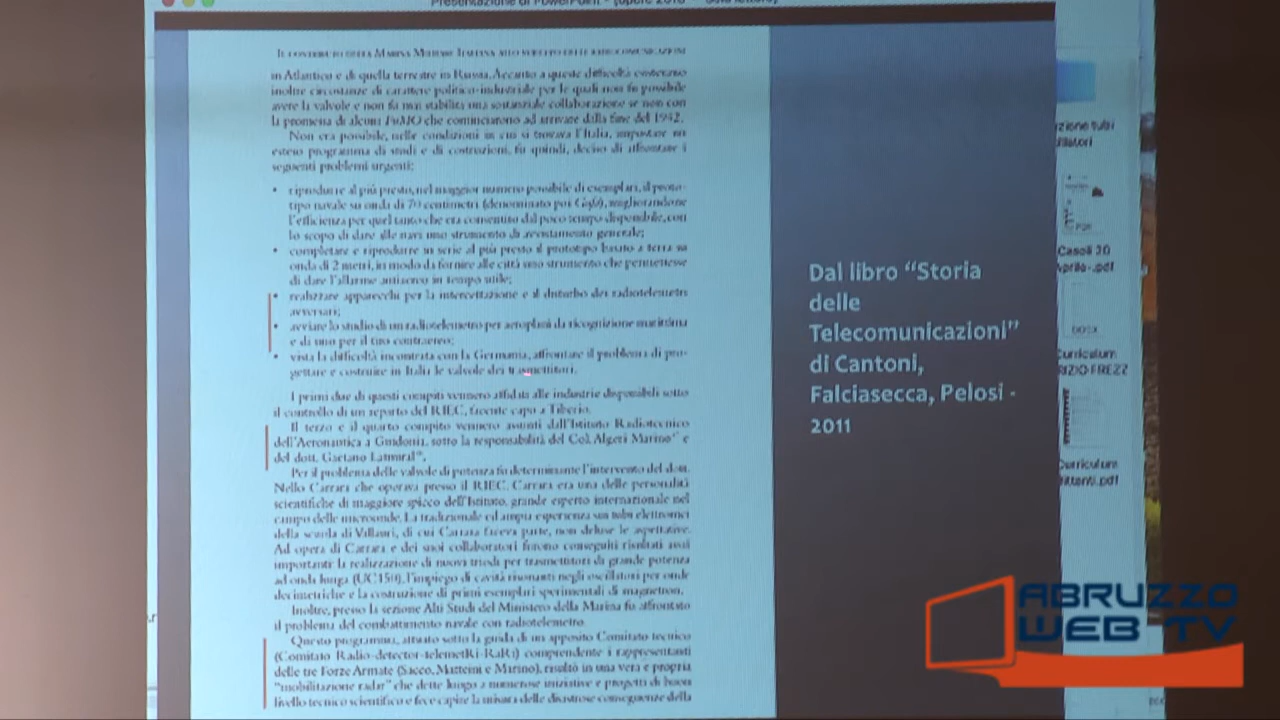 IL CONTRIBUTO DELLA MARINA MILITARE ITALIANA ALLO SVILUPPO DELLE RADIOCOMUNICAZIONI
in Atlantico e di quella terrestre in Russia. Accanto a queste difficoltà esistevano
inoltre circostanze di carattere politico-industriale per le quali non fu possibile
avere la valvole e non fu mai stabilita una sostanziale collaborazione se non con
la promessa di alcuni FuMO che cominciarono ad arrivare dalla fine del 1942.
Non era possibile, nelle condizioni in cui si trovava l'Italia, impostare un
esteso programma di studi e di costruzioni, fu quindi, deciso di affrontare i
seguenti problemi urgenti:
• riprodurre al più presto, nel maggior numero possibile di esemplari, il proto-
tipo navale su onda di 70 centimetri (denominato poi Gufo), migliorandone
l'efficienza per quel tanto che era consentito dal poco tempo disponibile, con
lo scopo di dare alle navi uno strumento di avvistamento generale;
• completare e riprodurre in serie al più presto il prototipo basato a terra su
onda di 2 metri, in modo da fornire alle città uno strumento che permettesse
di dare l'allarme antiaereo in tempo utile;
• realizzare apparecchi per la intercettazione e il disturbo dei radiotelemetri
avversari;
• avviare lo studio di un radiotelemetro per aeroplani da ricognizione marittima
e di uno per il tiro contraereo;
• vista la difficoltà incontrata con la Germania, affrontare il problema di pro-
gettare e costruire in Italia le valvole dei trasmettitori.
I primi due di questi compiti vennero affidati alle industrie disponibili sotto
il controllo di un reparto del RIEC, facente capo a Tiberio.
Il terzo e il quarto compito vennero assunti dall'Istituto Radiotecnico
dell'Aeronautica a Guidonia, sotto la responsabilità del Col. Algeri Marino e
del dott. Gaetano Latmiral
Per il problema delle valvole di potenza fu determinante l'intervento del dott.
Nello Carrara che operava presso il RIEC. Carrara era una delle personalità
scientifiche di maggiore spicco dell'Istituto, grande esperto internazionale nel
campo delle microonde. La tradizionale ed ampia esperienza sui tubi elettronici
della scuola di Vallauri, di cui Carrara faceva parte, non deluse le aspettative.
Ad opera di Carrara e dei suoi collaboratori furono conseguiti risultati assai
importanti: la realizzazione di nuovi triodi per trasmettitori di grande potenza
ad onda lunga (UC150), l'impiego di cavità risonanti negli oscillatori per onde
decimetriche e la costruzione di primi esemplari sperimentali di magnetron.
Inoltre, presso la sezione Alti Studi del Ministero della Marina fu affrontato
il problema del combattimento navale con radiotelemetro.
Questo programma, attuato sotto la guida di un apposito Comitato tecnico
(Comitato Radio-detector-telemetRi-RaRi) comprendente i rappresentanti
delle tre Forze Armate (Sacco, Matteini e Marino), risultò in una vera e propria
"mobilitazione radar" che dette luogo a numerose iniziative e progetti di buon
livello tecnico scientifico e fece capire la misura delle disastrose conseguenze della
Dal libro "Storia
delle
Telecomunicazioni"
di Cantoni,
Falciasecca, Pelosi -
2011
Casoli 20
Aprile-.pdf
Curriculum
Curriculum
ABRUZZO
WEB TV